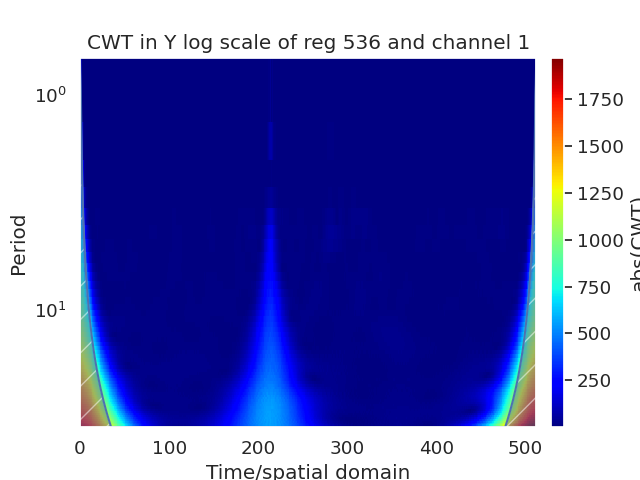 CWT in Y log scale of reg 536 and channel 1
10⁰
10¹
Period
0 100 200 300 400 500
Time/spatial domain
1750
1500
1250
1000
750
500
250
abs(CWT)